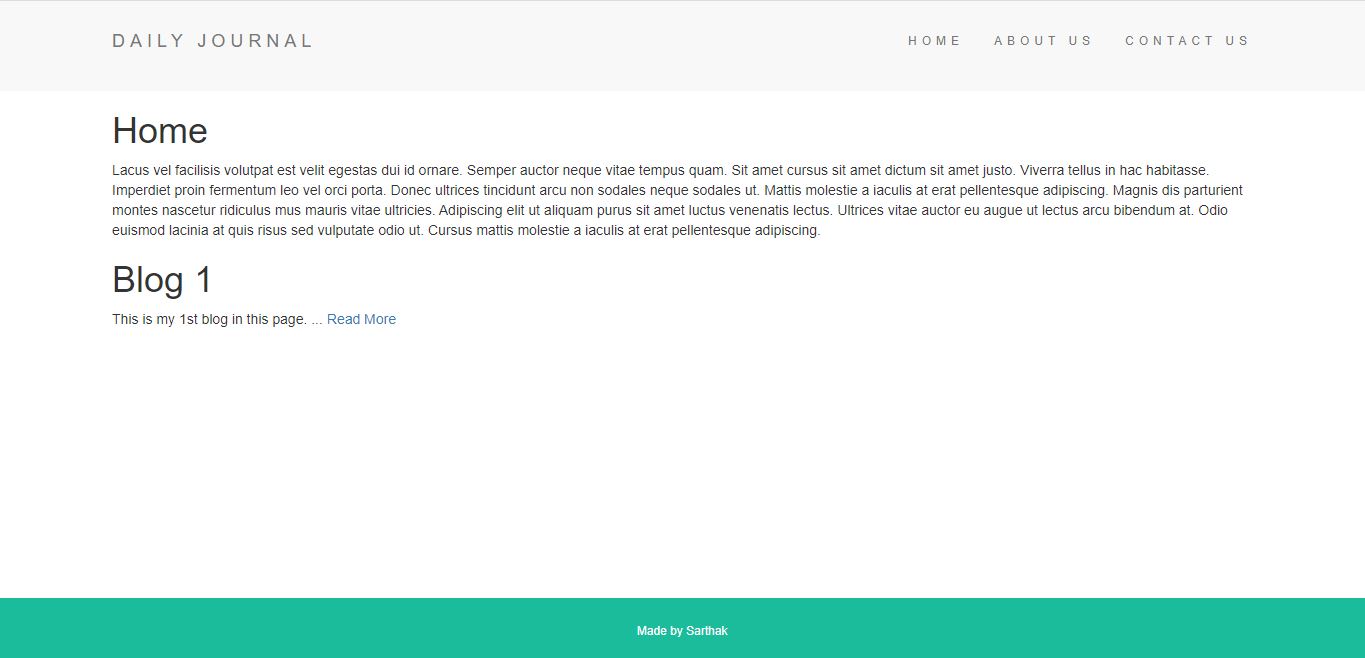 DAILY JOURNAL
HOME ABOUT US CONTACT US
Home
Lacus vel facilisis volutpat est velit egestas dui id ornare. Semper auctor neque vitae tempus quam. Sit amet cursus sit amet dictum sit amet justo. Viverra tellus in hac habitasse.
Imperdiet proin fermentum leo vel orci porta. Donec ultrices tincidunt arcu non sodales neque sodales ut. Mattis molestie a iaculis at erat pellentesque adipiscing. Magnis dis parturient
montes nascetur ridiculus mus mauris vitae ultricies. Adipiscing elit ut aliquam purus sit amet luctus venenatis lectus. Ultrices vitae auctor eu augue ut lectus arcu bibendum at. Odio
euismod lacinia at quis risus sed vulputate odio ut. Cursus mattis molestie a iaculis at erat pellentesque adipiscing.
Blog 1
This is my 1st blog in this page. ... Read More
Made by Sarthak